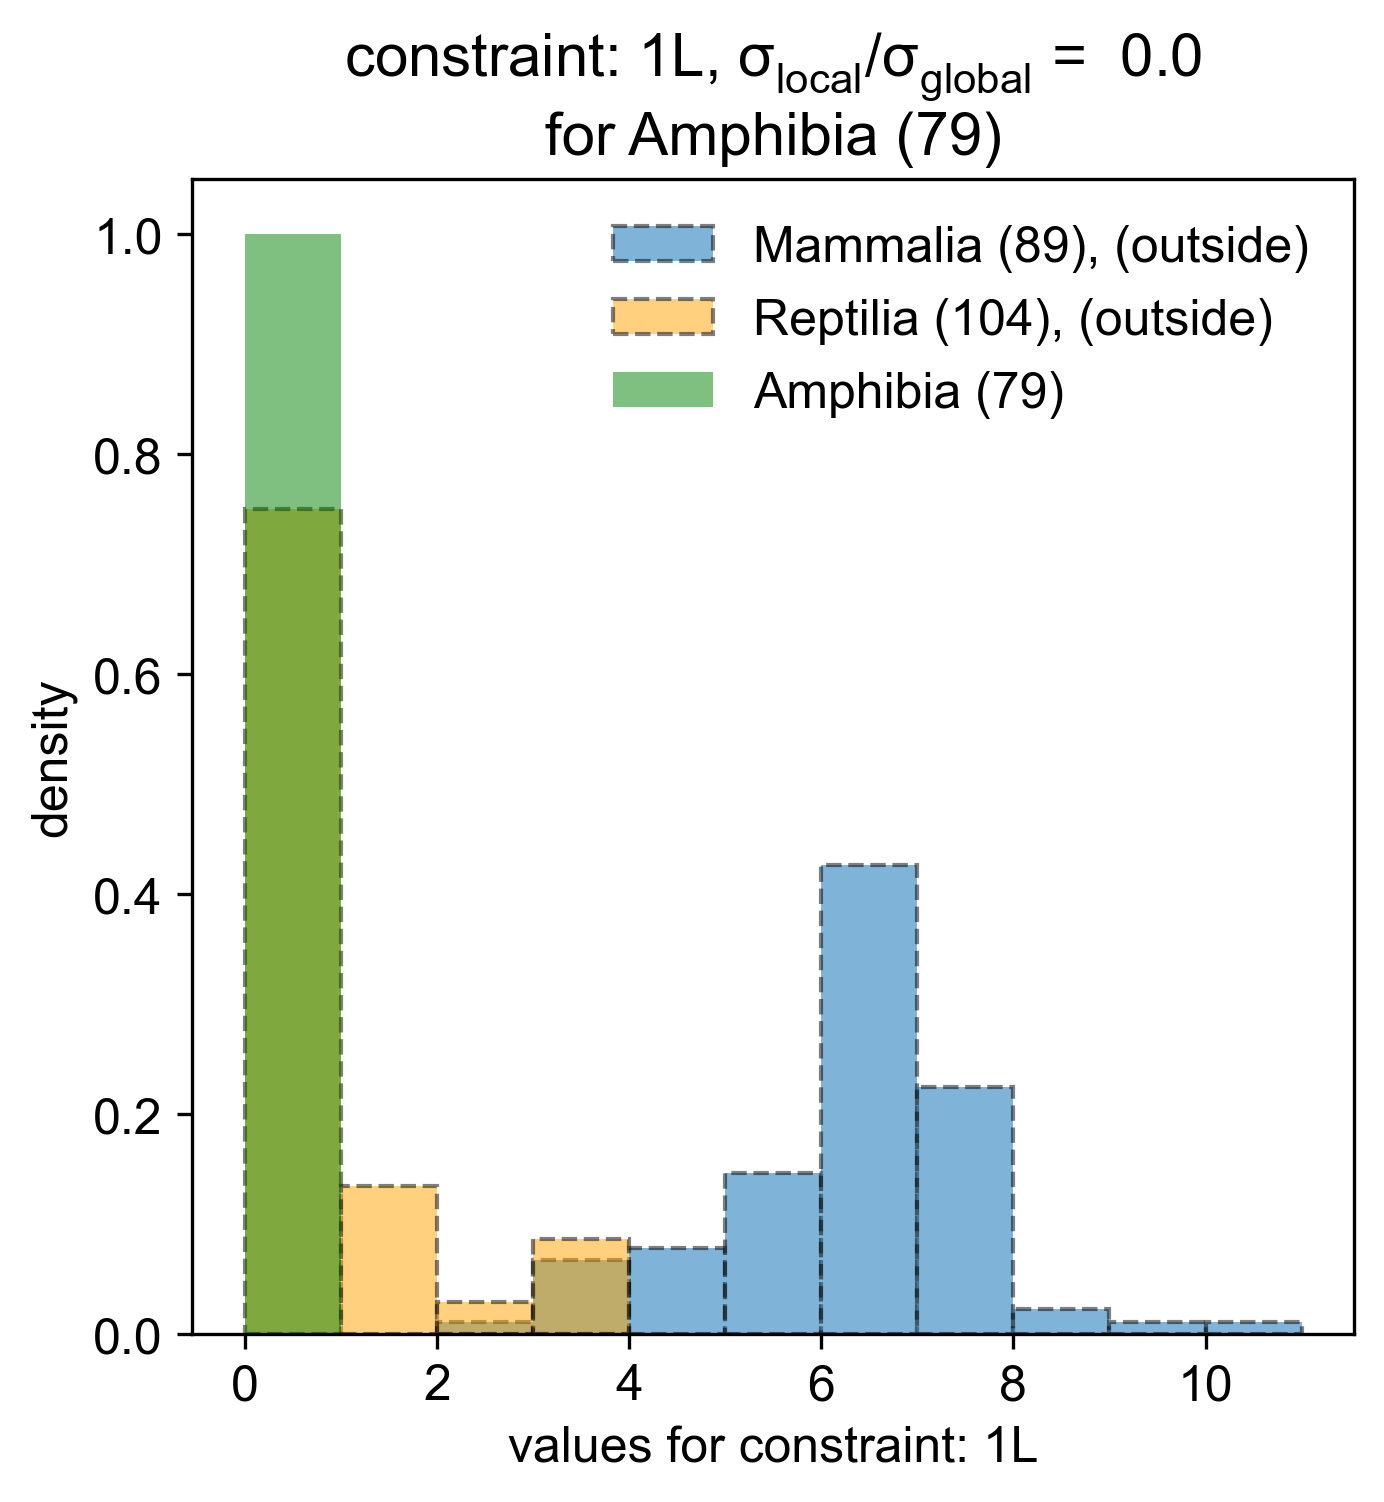 constraint: 1L, σlocal/σglobal = 0.0
for Amphibia (79)
Mammalia (89), (outside)
Reptilia (104), (outside)
Amphibia (79)
1.0
0.8
0.6
0.4
0.2
0.0
density
0 2 4 6 8 10
values for constraint: 1L